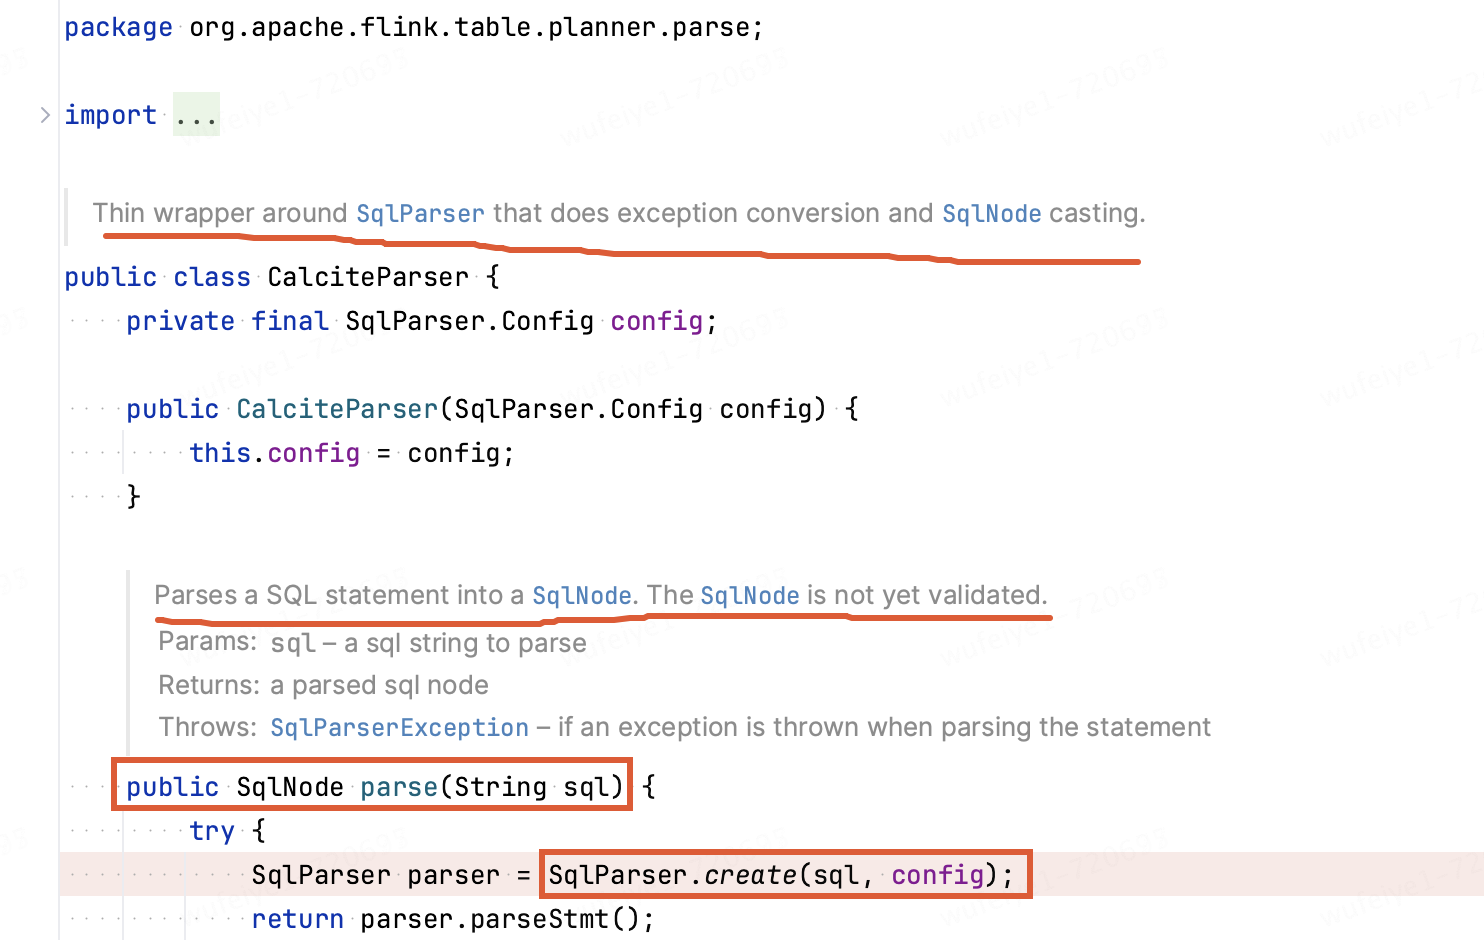 package org.apache.flink.table.planner.parse;
import ...
Thin wrapper around SqlParser that does exception conversion and SqlNode casting.
public class CalciteParser {
private final SqlParser.Config config;
public CalciteParser(SqlParser.Config config) {
this.config = config;
}
Parses a SQL statement into a SqlNode. The SqlNode is not yet validated.
Params: sql – a sql string to parse
Returns: a parsed sql node
Throws: SqlParserException – if an exception is thrown when parsing the statement
public SqlNode parse(String sql) {
try {
SqlParser parser = SqlParser.create(sql, config);
return parser.parseStmt();